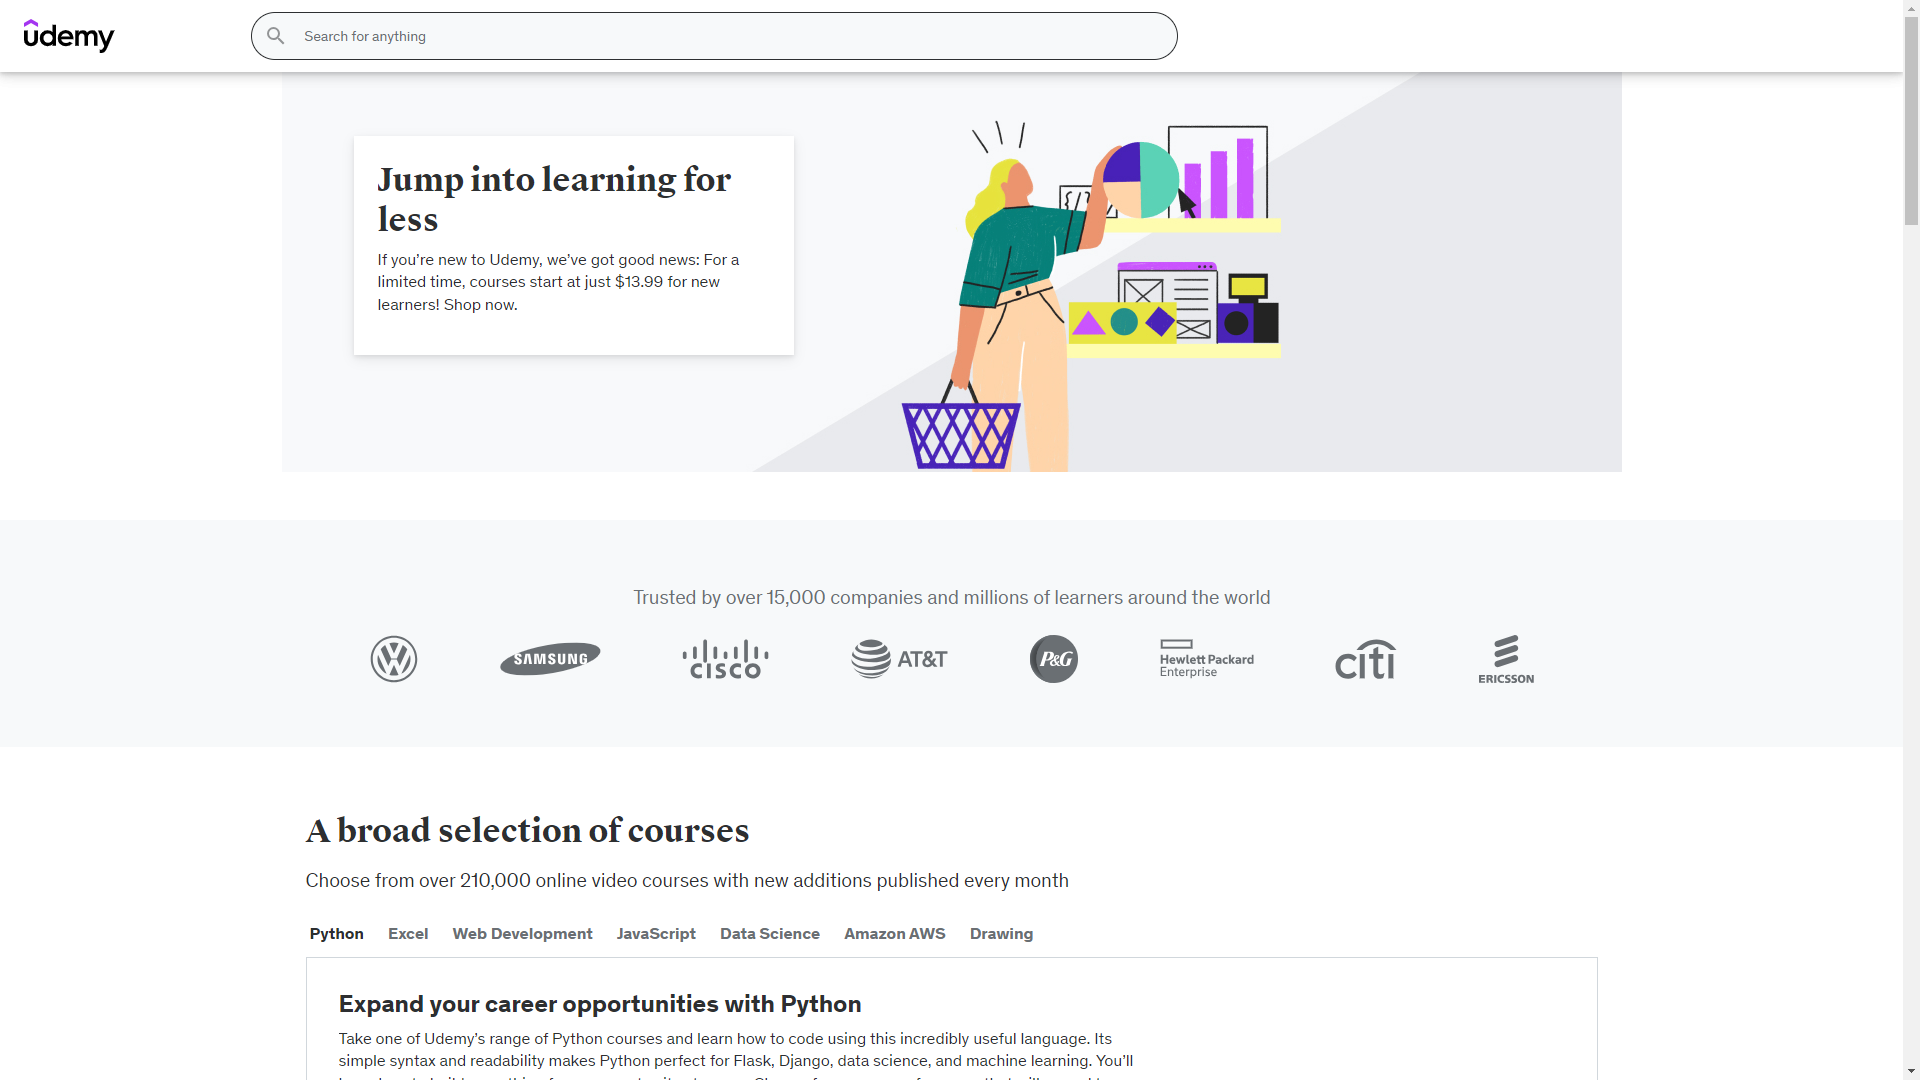 udemy
Search for anything
Jump into learning for
less
If you’re new to Udemy, we’ve got good news: For a
limited time, courses start at just $13.99 for new
learners! Shop now.
Trusted by over 15,000 companies and millions of learners around the world
SAMSUNG
CISCO
AT&T
P&G
Hewlett Packard
Enterprise
citi
ERICSSON
A broad selection of courses
Choose from over 210,000 online video courses with new additions published every month
Python Excel Web Development JavaScript Data Science Amazon AWS Drawing
Expand your career opportunities with Python
Take one of Udemy’s range of Python courses and learn how to code using this incredibly useful language. Its
simple syntax and readability makes Python perfect for Flask, Django, data science, and machine learning. You’ll